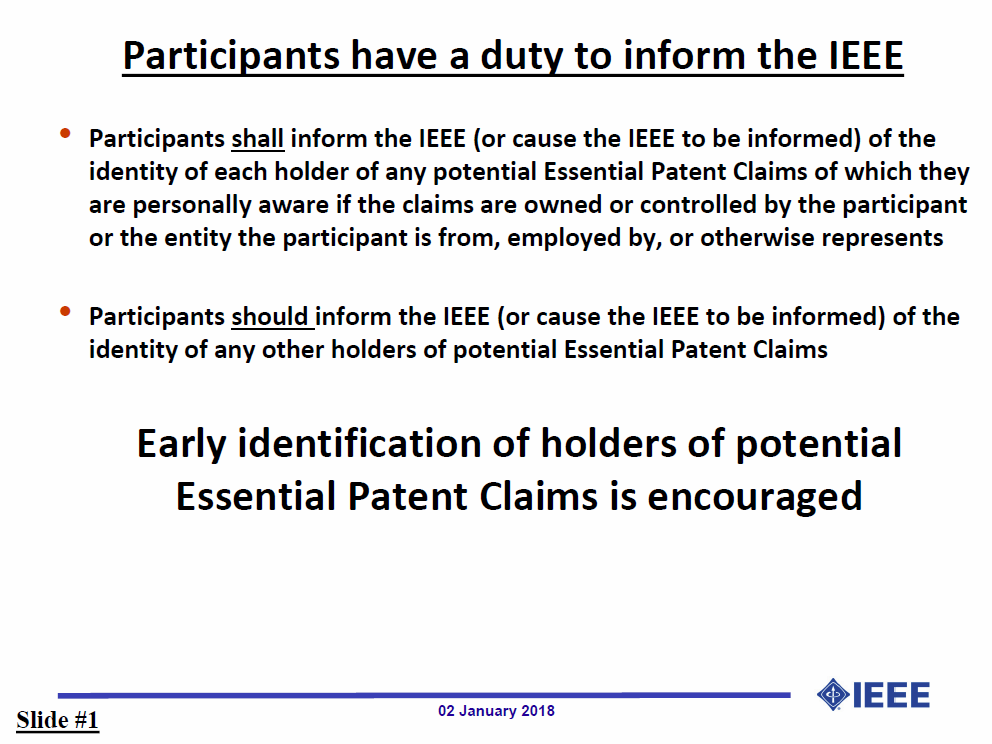 Participants have a duty to inform the IEEE
• Participants shall inform the IEEE (or cause the IEEE to be informed) of the
identity of each holder of any potential Essential Patent Claims of which they
are personally aware if the claims are owned or controlled by the participant
or the entity the participant is from, employed by, or otherwise represents
• Participants should inform the IEEE (or cause the IEEE to be informed) of the
identity of any other holders of potential Essential Patent Claims
Early identification of holders of potential
Essential Patent Claims is encouraged
Slide #1
02 January 2018
IEEE